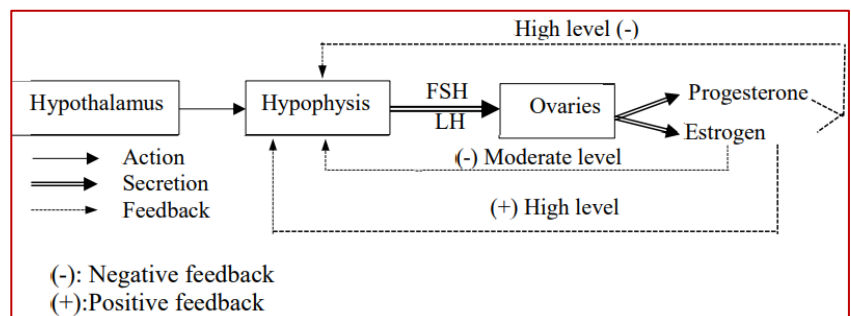 High level (-)
Hypothalamus
Hypophysis
FSH
LH
Ovaries
Progesterone
Estrogen
Action
Secretion
Feedback
(-) Moderate level
(+) High level
(-): Negative feedback
(+):Positive feedback